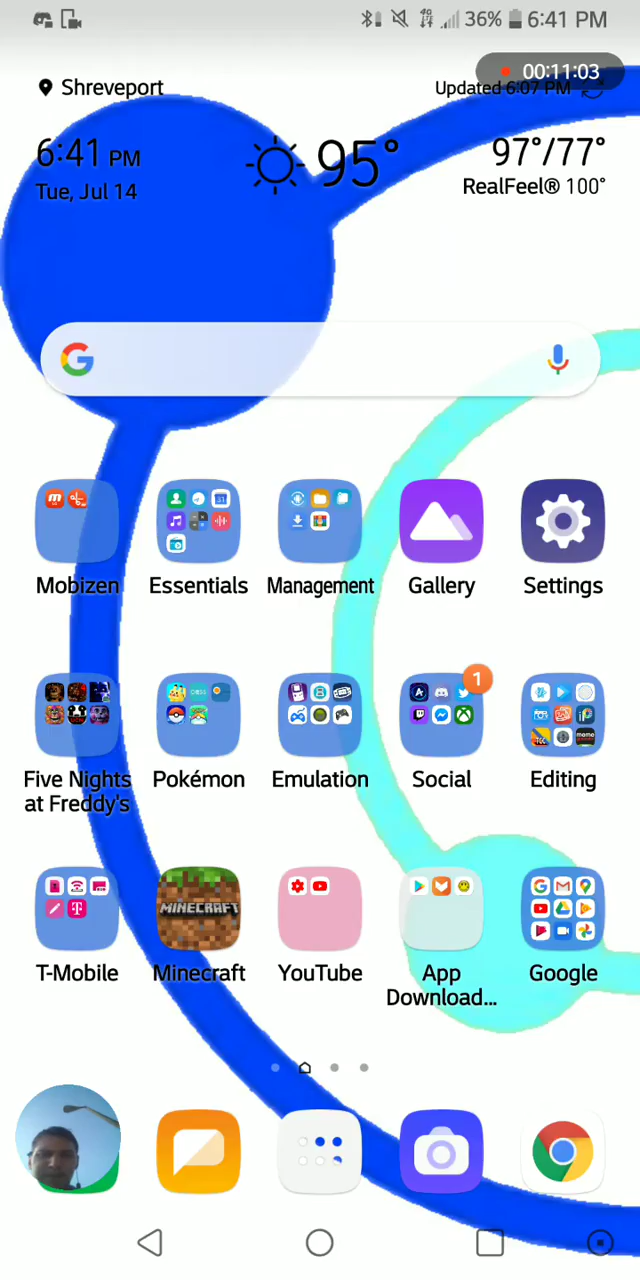 36% 6:41 PM
00:11:03
Shreveport
Updated 6:07 PM
6:41 PM
95°
97°/77°
Tue, Jul 14
RealFeel® 100°
Mobizen
Essentials
Management
Gallery
Settings
1
Five Nights at Freddy's
Pokémon
Emulation
Social
Editing
MINECRAFT
T-Mobile
Minecraft
YouTube
App Download...
Google